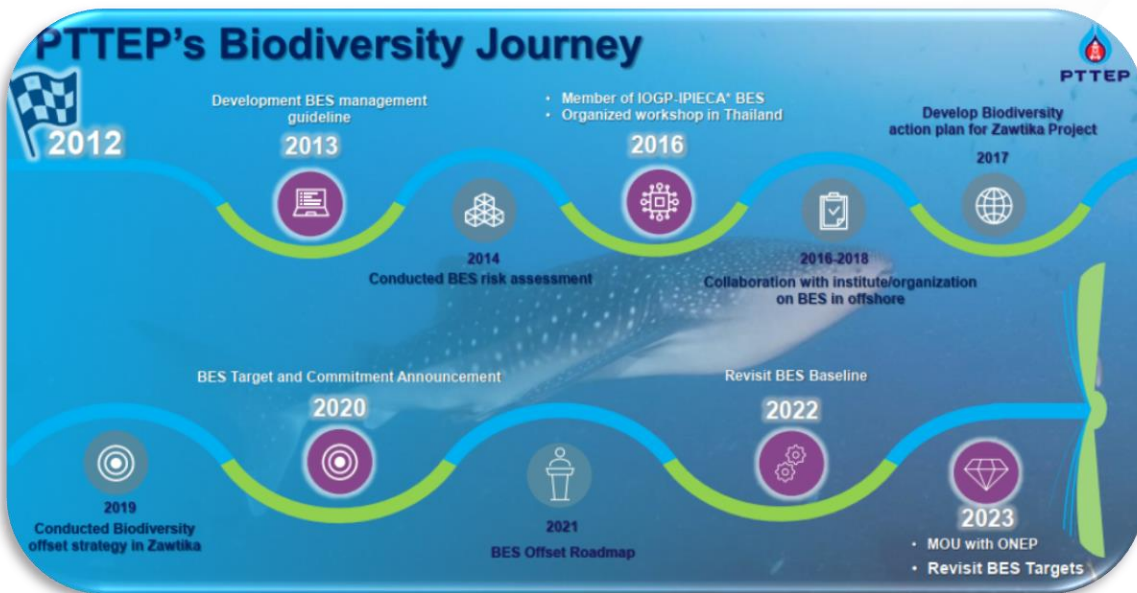 PTTEP's Biodiversity Journey
PTTEP
2012
Development BES management
guideline
2013
2014
Conducted BES risk assessment
• Member of IOGP-IPIECA* BES
• Organized workshop in Thailand
2016
2016-2018
Collaboration with institute/organization
on BES in offshore
Develop Biodiversity
action plan for Zawtika Project
2017
2019
Conducted Biodiversity
offset strategy in Zawtika
BES Target and Commitment Announcement
2020
2021
BES Offset Roadmap
Revisit BES Baseline
2022
2023
• MOU with ONEP
• Revisit BES Targets